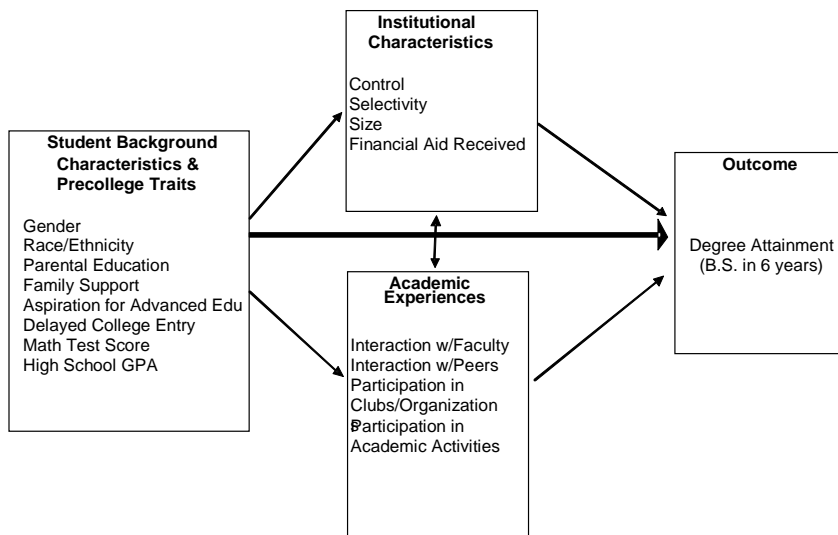 Institutional
Characteristics
Control
Selectivity
Size
Financial Aid Received
Student Background
Characteristics &
Precollege Traits
Gender
Race/Ethnicity
Parental Education
Family Support
Aspiration for Advanced Edu
Delayed College Entry
Math Test Score
High School GPA
Academic
Experiences
Interaction w/Faculty
Interaction w/Peers
Participation in
Clubs/Organization
s
Participation in
Academic Activities
Outcome
Degree Attainment
(B.S. in 6 years)